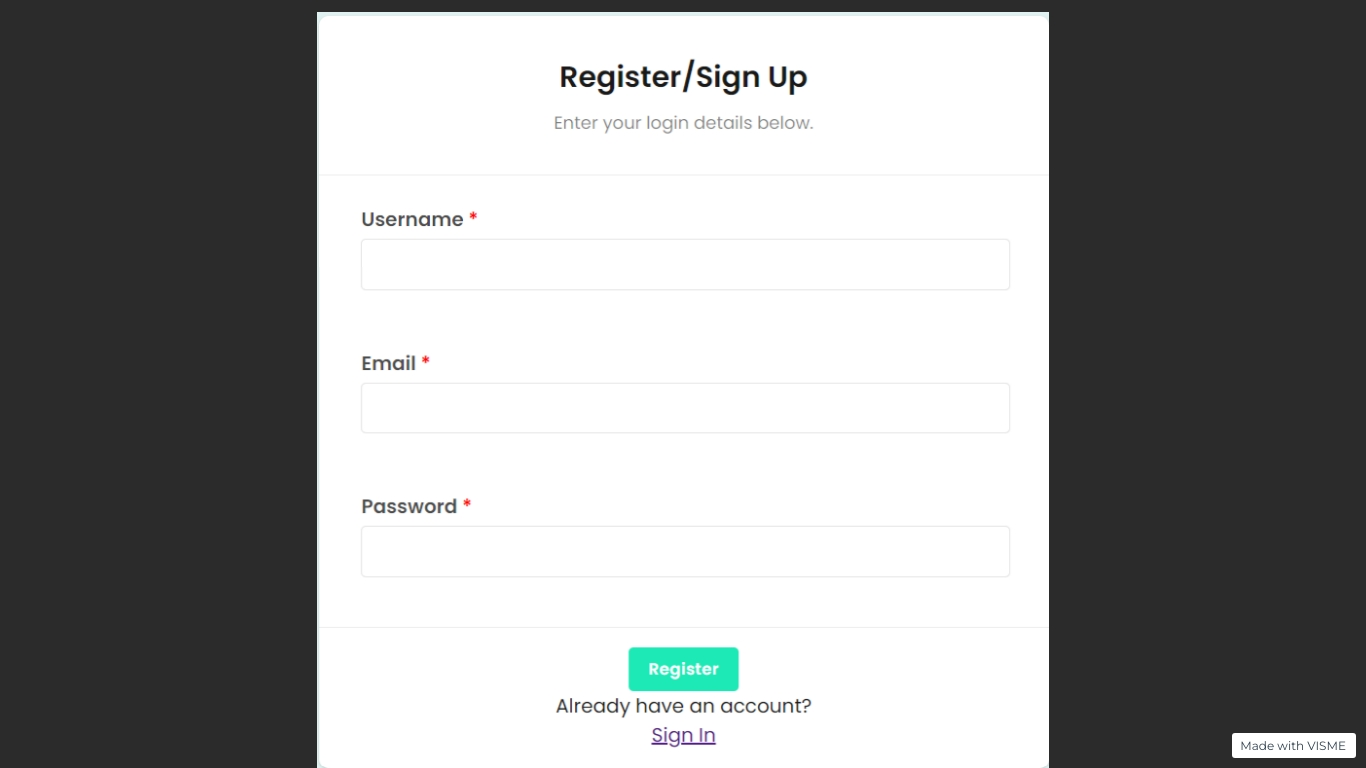 Register/Sign Up
Enter your login details below.
Username *
Email *
Password *
Register
Already have an account?
Sign In
Made with VISME